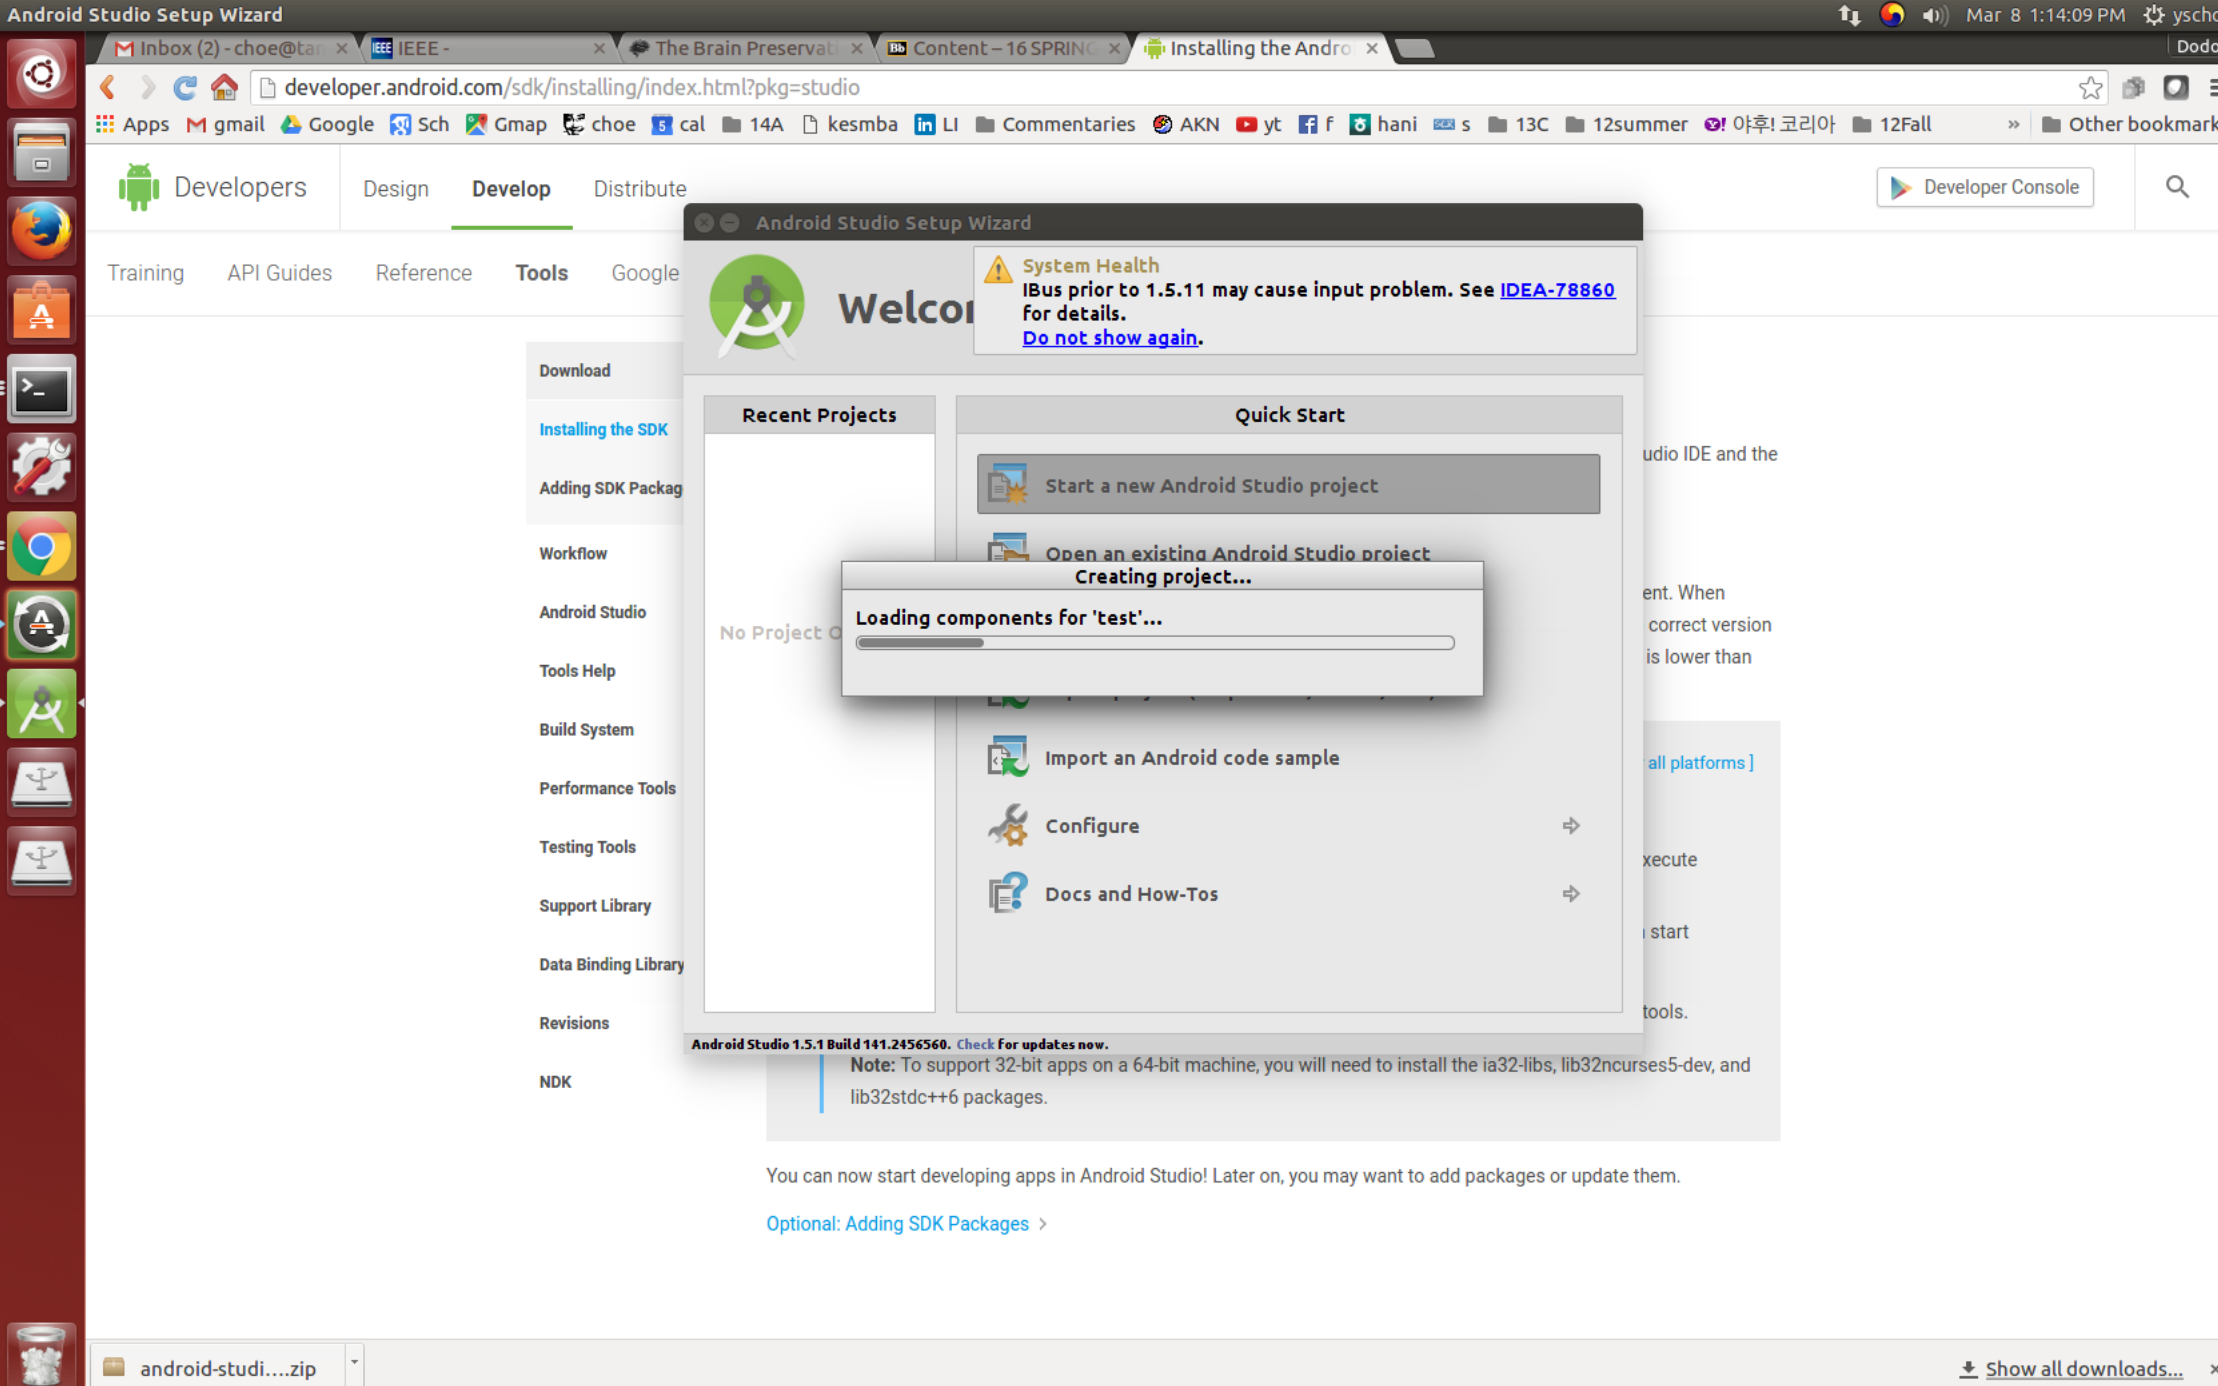 Android Studio Setup Wizard
Mar 8 1:14:09 PM
Inbox (2) - choe@tam
IEEE IEEE -
The Brain Preservati
Bb Content – 16 SPRING
Installing the Andro
developer.android.com/sdk/installing/index.html?pkg=studio
Apps
gmail
Google
Sch
Gmap
choe
5 cal
14A
kesmba
in LI
Commentaries
AKN
yt
f
hani
s
13C
12summer
야후! 코리아
12Fall
»
Other bookmark
Developers
Design
Develop
Distribute
Developer Console
Training
API Guides
Reference
Tools
Google
Android Studio Setup Wizard
System Health
IBus prior to 1.5.11 may cause input problem. See IDEA-78860
for details.
Do not show again.
Download
Installing the SDK
Adding SDK Packag
Workflow
Android Studio
Tools Help
Build System
Performance Tools
Testing Tools
Support Library
Data Binding Library
Revisions
NDK
Recent Projects
Quick Start
Start a new Android Studio project
Open an existing Android Studio project
No Project O
Creating project...
Loading components for 'test'...
Import an Android code sample
Configure
Docs and How-Tos
Android Studio 1.5.1 Build 141.2456560. Check for updates now.
udio IDE and the
ent. When
correct version
is lower than
all platforms ]
xecute
start
tools.
Note: To support 32-bit apps on a 64-bit machine, you will need to install the ia32-libs, lib32ncurses5-dev, and
lib32stdc++6 packages.
You can now start developing apps in Android Studio! Later on, you may want to add packages or update them.
Optional: Adding SDK Packages
android-studi....zip
Show all downloads...